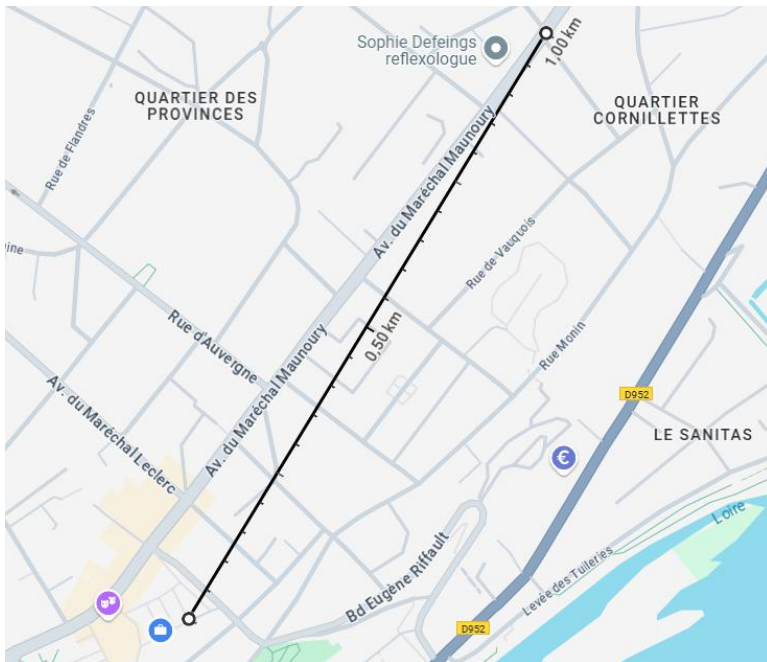 Sophie Defeings
reflexologue
1,00 km
QUARTIER DES
PROVINCES
QUARTIER
CORNILLETTES
Rue de Flandres
Av. du Maréchal Maunoury
Rue de Vauquois
aine
Rue d'Auvergne
0,50 km
Av. du Maréchal Maunoury
Rue Monin
Av. du Maréchal Leclerc
D952
LE SANITAS
€
Loire
Bd Eugène Riffault
Levée des Tuileries
D952